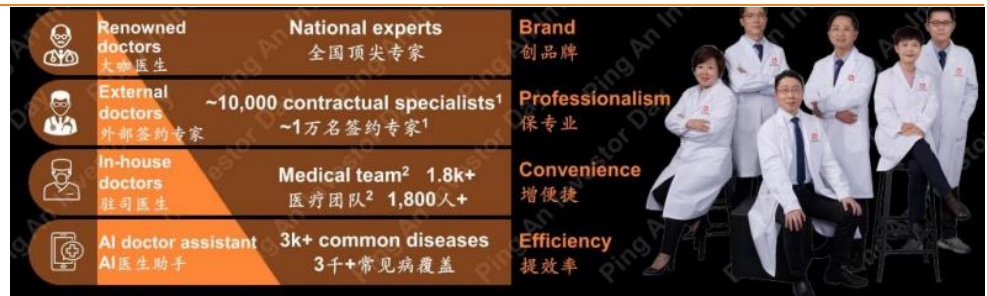 Renowned
doctors
大咖医生
National experts
全国顶尖专家
Brand
创品牌
External
doctors
外部签约专家
~10,000 contractual specialists¹
~1万名签约专家¹
Professionalism
保专业
In-house
doctors
驻司医生
Medical team² 1.8k+
医疗团队² 1,800人+
Convenience
增便捷
AI doctor assistant
AI医生助手
3k+ common diseases
3千+常见病覆盖
Efficiency
提效率